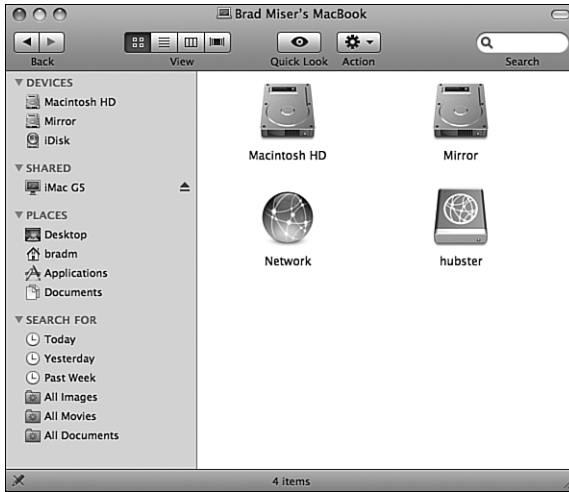 Brad Miser's MacBook
Back
View
Quick Look
Action
Search
DEVICES
Macintosh HD
Mirror
iDisk
SHARED
iMac G5
PLACES
Desktop
bradm
Applications
Documents
SEARCH FOR
Today
Yesterday
Past Week
All Images
All Movies
All Documents
Macintosh HD
Mirror
Network
hubster
4 items